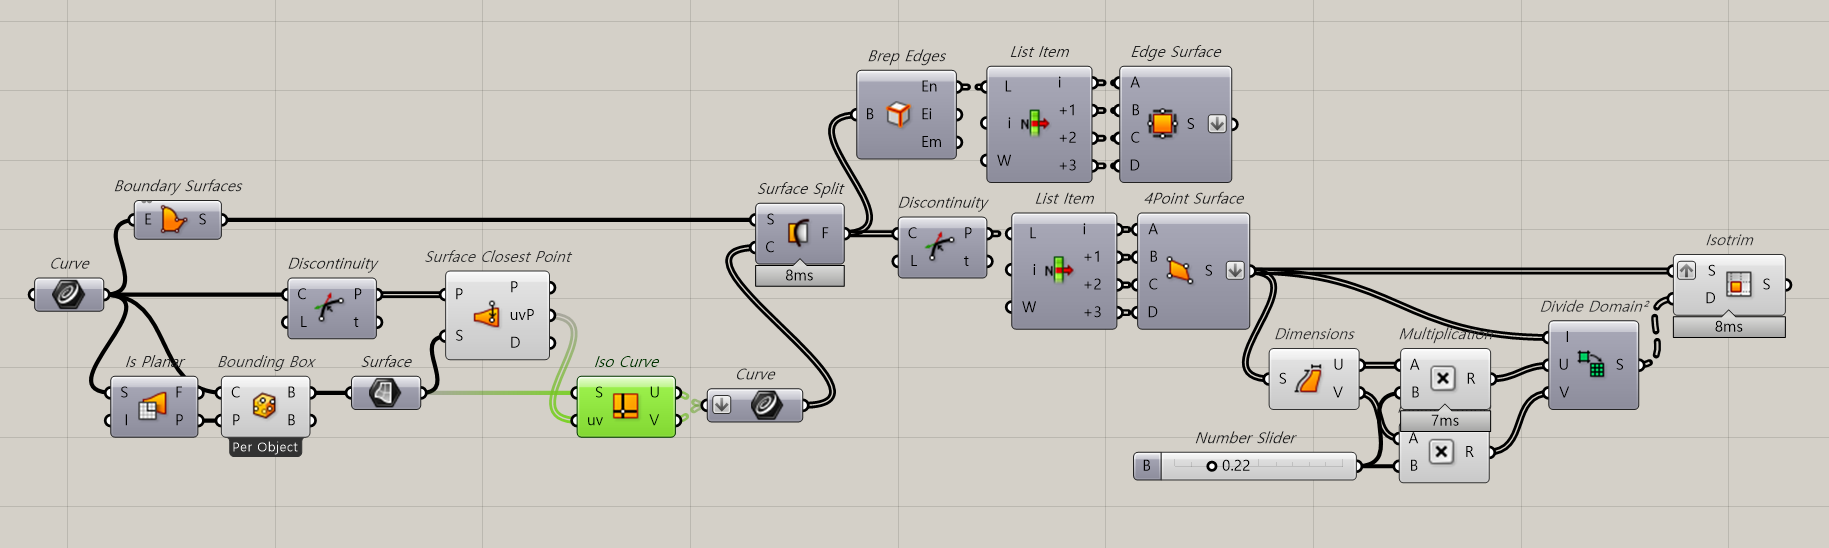 Brep Edges
B
En
Ei
Em
List Item
L
i
W
N
i
+1
+2
+3
Edge Surface
A
B
C
D
S
Boundary Surfaces
E
S
Surface Split
S
C
F
8ms
Discontinuity
C
L
P
t
List Item
L
i
W
N
i
+1
+2
+3
4Point Surface
A
B
C
D
S
Isotrim
S
D
S
8ms
Curve
Discontinuity
C
L
P
t
Surface Closest Point
P
S
P
uvP
D
Is Planar
S
I
F
P
Bounding Box
C
P
B
B
Per Object
Surface
Iso Curve
S
uv
U
V
Curve
Dimensions
S
U
V
Multiplication
A
B
R
7ms
A
B
R
Divide Domain²
I
U
V
S
Number Slider
B
0.22